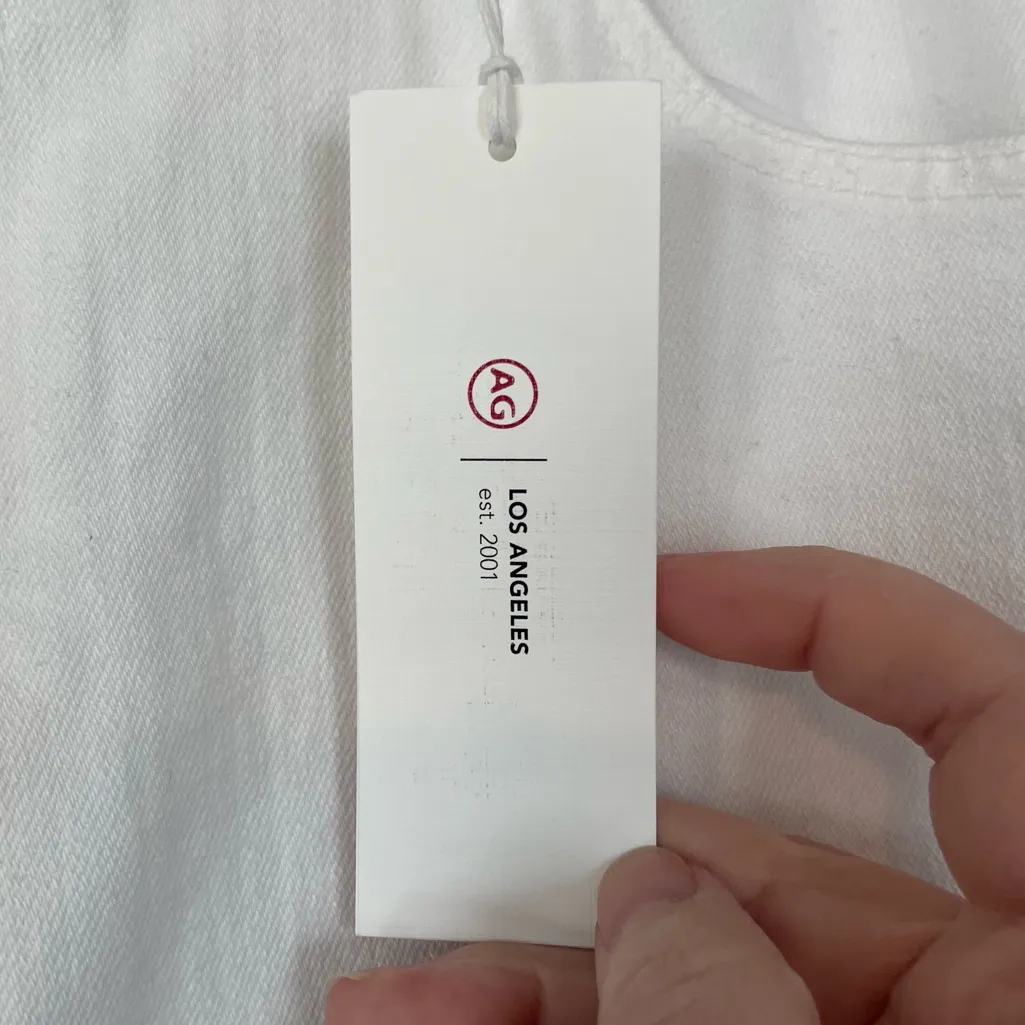 AG
LOS ANGELES
est. 2001